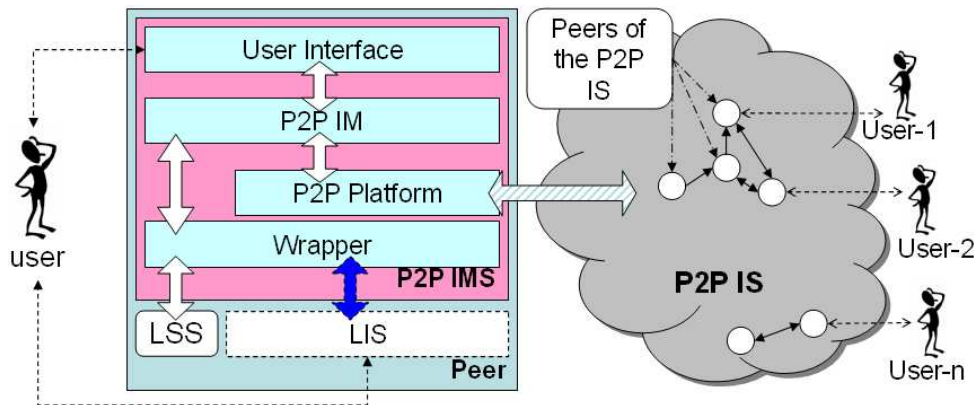 User Interface
P2P IM
P2P Platform
Wrapper
P2P IMS
LSS
LIS
Peer
user
Peers of
the P2P
IS
P2P IS
User-1
User-2
User-n